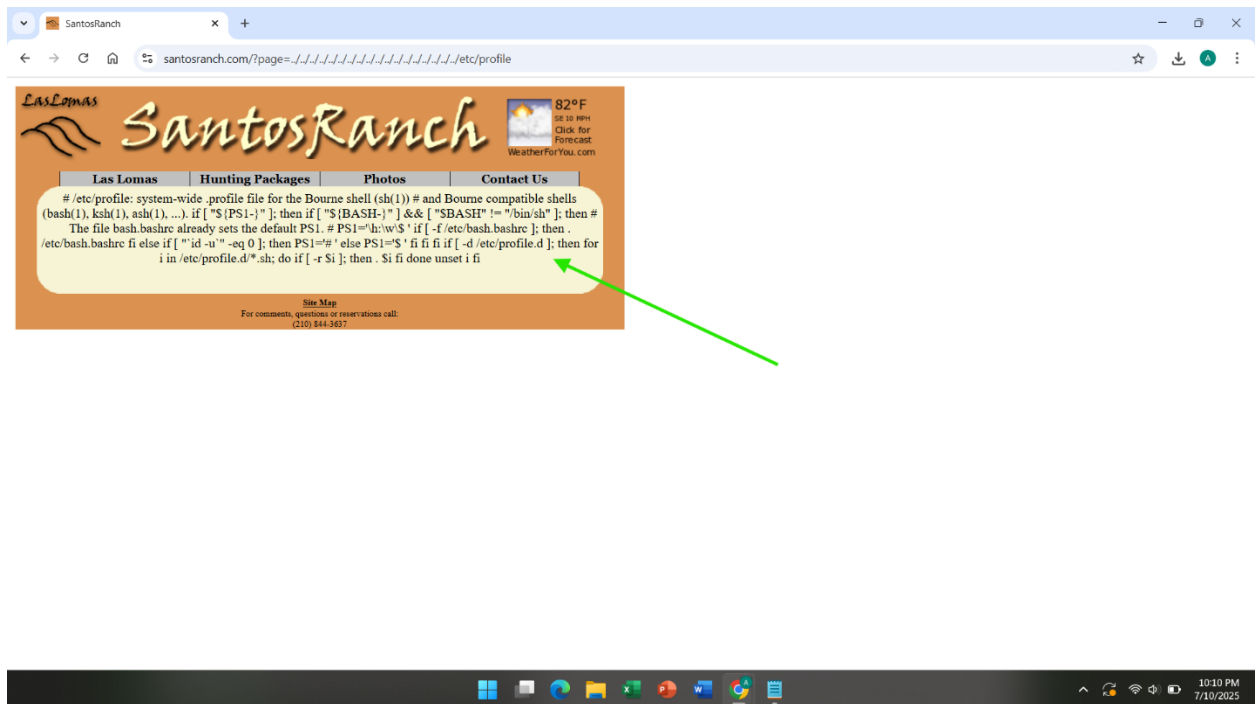 SantosRanch
santosranch.com/?page=../../../../../../../../../../../../../../../../etc/profile
A
LasLomas
SantosRanch
82°F
SE 10 MPH
Click for
Forecast
WeatherForYou.com
Las Lomas
Hunting Packages
Photos
Contact Us
# /etc/profile: system-wide .profile file for the Bourne shell (sh(1)) # and Bourne compatible shells
(bash(1), ksh(1), ash(1), ...). if [ "${PS1-}" ]; then if [ "${BASH-}" ] && [ "$BASH" != "/bin/sh" ]; then #
The file bash.bashrc already sets the default PS1. # PS1='\h:\w\$ ' if [ -f /etc/bash.bashrc ]; then .
/etc/bash.bashrc fi else if [ "`id -u`" -eq 0 ]; then PS1='# ' else PS1='$ ' fi fi fi if [ -d /etc/profile.d ]; then for
i in /etc/profile.d/*.sh; do if [ -r $i ]; then . $i fi done unset i fi
Site Map
For comments, questions or reservations call:
(210) 844-3637
10:10 PM
7/10/2025